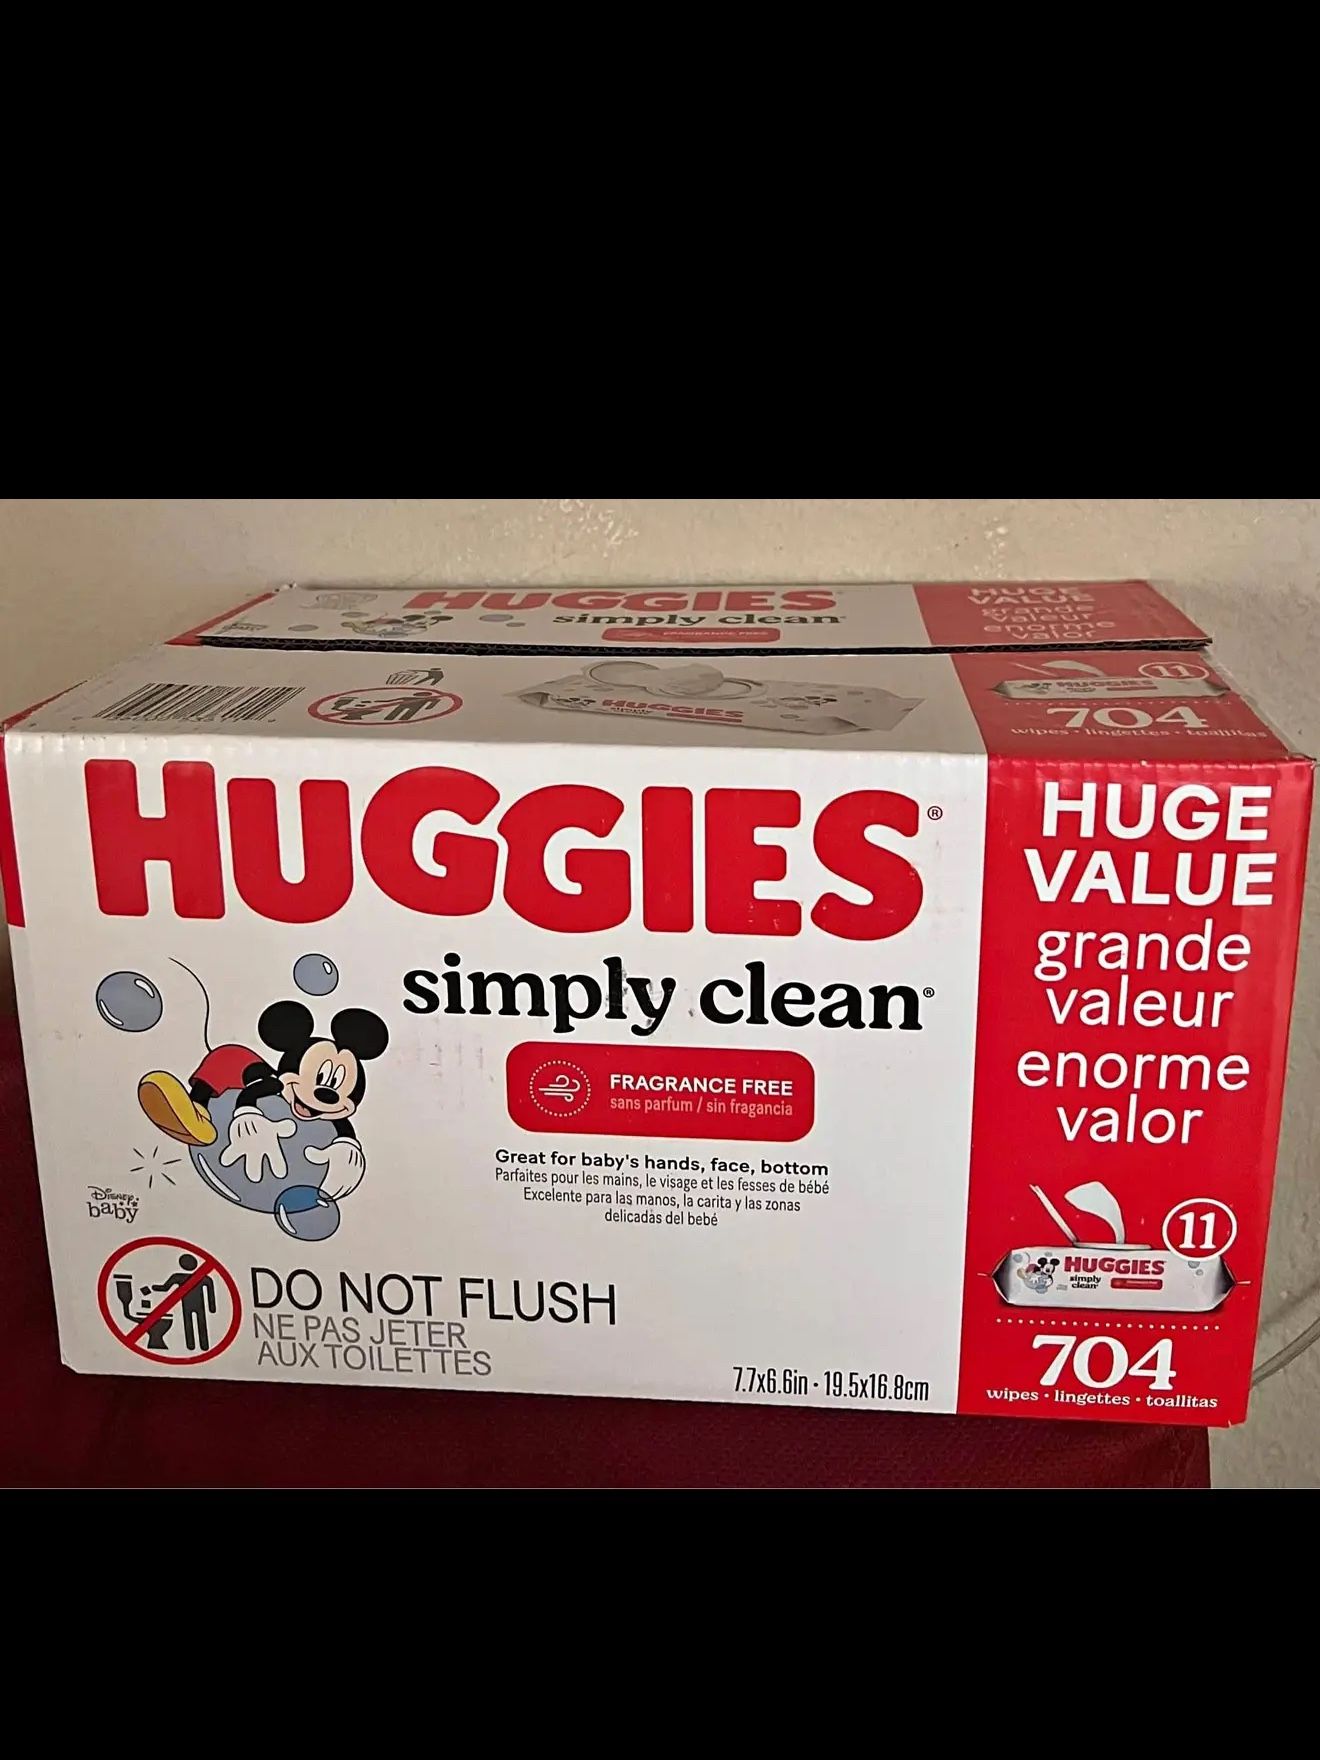 HUGGIES
simply clean
FRAGRANCE FREE
HUGE
VALUE
grande
valeur
enorme
valor
HUGGIES
11
704
wipes • lingettes • toallitas
HUGGIES®
simply clean®
FRAGRANCE FREE
sans parfum / sin fragancia
Great for baby's hands, face, bottom
Parfaites pour les mains, le visage et les fesses de bébé
Excelente para las manos, la carita y las zonas
delicadas del bebé
Disney
baby
DO NOT FLUSH
NE PAS JETER
AUX TOILETTES
7.7x6.6in - 19.5x16.8cm
HUGE
VALUE
grande
valeur
enorme
valor
11
HUGGIES
simply
clean
704
wipes • lingettes • toallitas